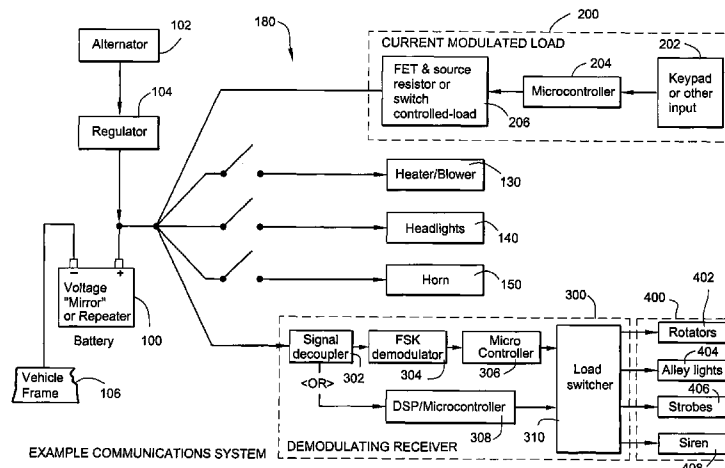 Alternator
102
Regulator
104
180
200
CURRENT MODULATED LOAD
FET & source
resistor or
switch
controlled-load
206
204
Microcontroller
202
Keypad
or other
input
Heater/Blower
130
Headlights
140
Horn
150
−
+
Voltage
"Mirror"
or Repeater
Battery
100
Vehicle
Frame
106
300
Signal
decoupler
302
FSK
demodulator
304
Micro
Controller
306
<OR>
DSP/Microcontroller
308
310
Load
switcher
DEMODULATING RECEIVER
400
402
Rotators
404
Alley lights
406
Strobes
Siren
408
EXAMPLE COMMUNICATIONS SYSTEM